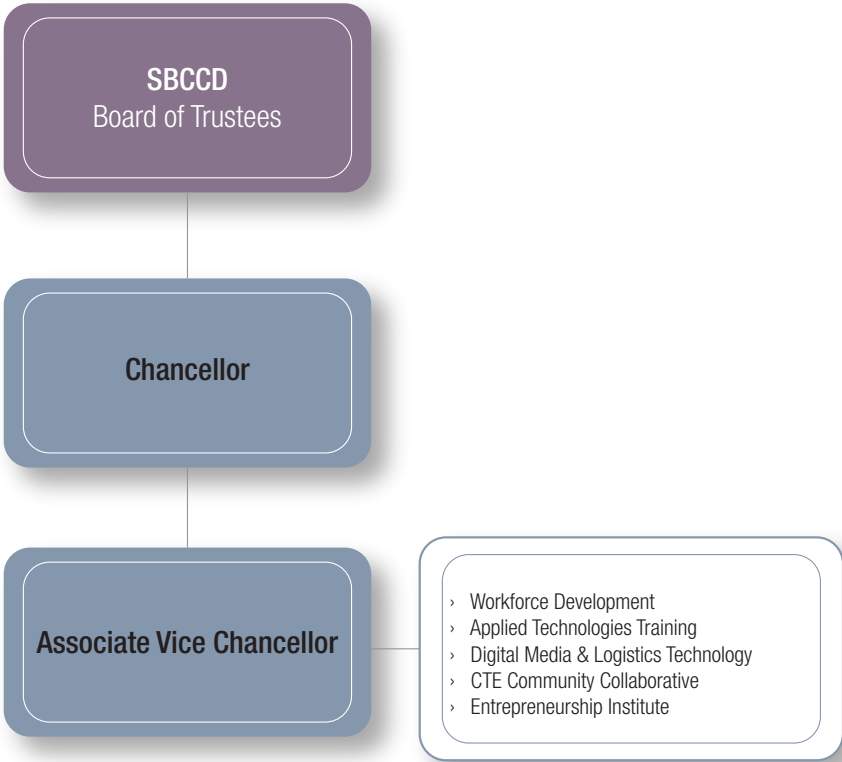 SBCCD
Board of Trustees
Chancellor
Associate Vice Chancellor
› Workforce Development
› Applied Technologies Training
› Digital Media & Logistics Technology
› CTE Community Collaborative
› Entrepreneurship Institute